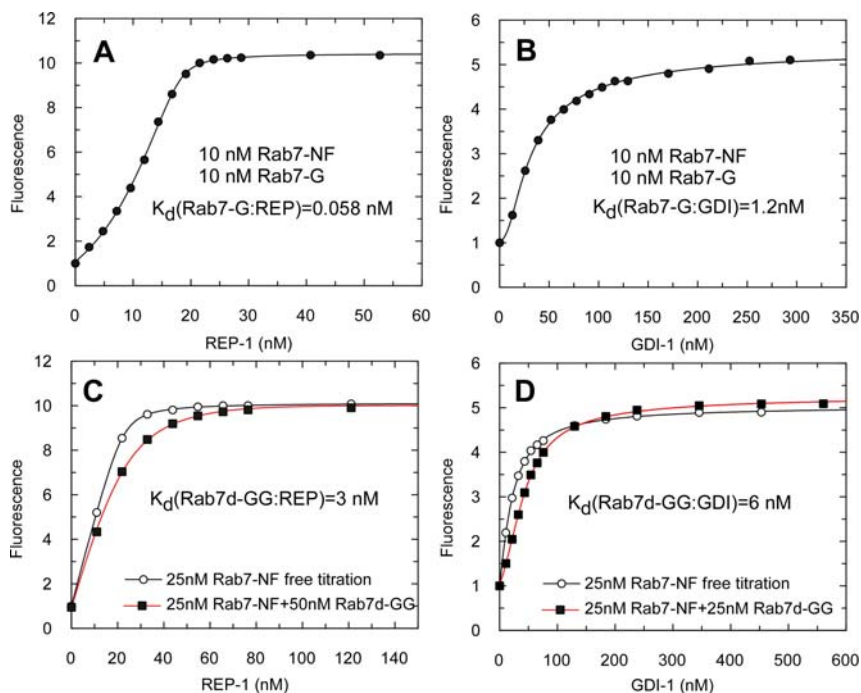 A
12
10
8
6
4
2
0
Fluorescence
10 nM Rab7-NF
10 nM Rab7-G
Kd(Rab7-G:REP)=0.058 nM
0 10 20 30 40 50 60
REP-1 (nM)
B
6
5
4
3
2
1
0
Fluorescence
10 nM Rab7-NF
10 nM Rab7-G
Kd(Rab7-G:GDI)=1.2nM
0 50 100 150 200 250 300 350
GDI-1 (nM)
C
12
10
8
6
4
2
0
Fluorescence
Kd(Rab7d-GG:REP)=3 nM
25nM Rab7-NF free titration
25nM Rab7-NF+50nM Rab7d-GG
0 20 40 60 80 100 120 140
REP-1 (nM)
D
6
5
4
3
2
1
0
Fluorescence
Kd(Rab7d-GG:GDI)=6 nM
25nM Rab7-NF free titration
25nM Rab7-NF+25nM Rab7d-GG
0 100 200 300 400 500 600
GDI-1 (nM)